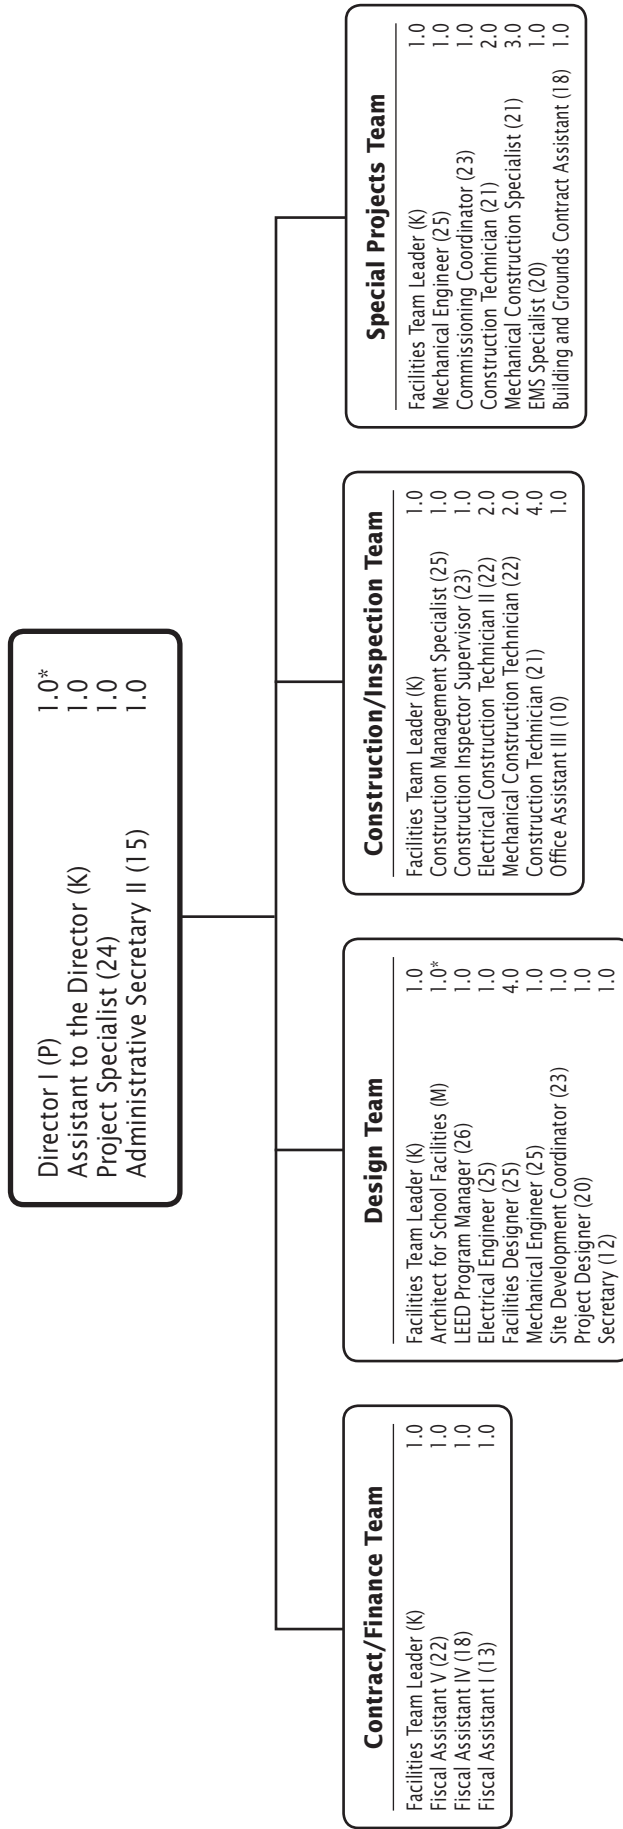 Director I (P) 1.0*
Assistant to the Director (K) 1.0
Project Specialist (24) 1.0
Administrative Secretary II (15) 1.0
Contract/Finance Team
Facilities Team Leader (K) 1.0
Fiscal Assistant V (22) 1.0
Fiscal Assistant IV (18) 1.0
Fiscal Assistant I (13) 1.0
Design Team
Facilities Team Leader (K) 1.0
Architect for School Facilities (M) 1.0*
LEED Program Manager (26) 1.0
Electrical Engineer (25) 1.0
Facilities Designer (25) 4.0
Mechanical Engineer (25) 1.0
Site Development Coordinator (23) 1.0
Project Designer (20) 1.0
Secretary (12) 1.0
Construction/Inspection Team
Facilities Team Leader (K) 1.0
Construction Management Specialist (25) 1.0
Construction Inspector Supervisor (23) 1.0
Electrical Construction Technician II (22) 2.0
Mechanical Construction Technician (22) 2.0
Construction Technician (21) 4.0
Office Assistant III (10) 1.0
Special Projects Team
Facilities Team Leader (K) 1.0
Mechanical Engineer (25) 1.0
Commissioning Coordinator (23) 1.0
Construction Technician (21) 2.0
Mechanical Construction Specialist (21) 3.0
EMS Specialist (20) 1.0
Building and Grounds Contract Assistant (18) 1.0